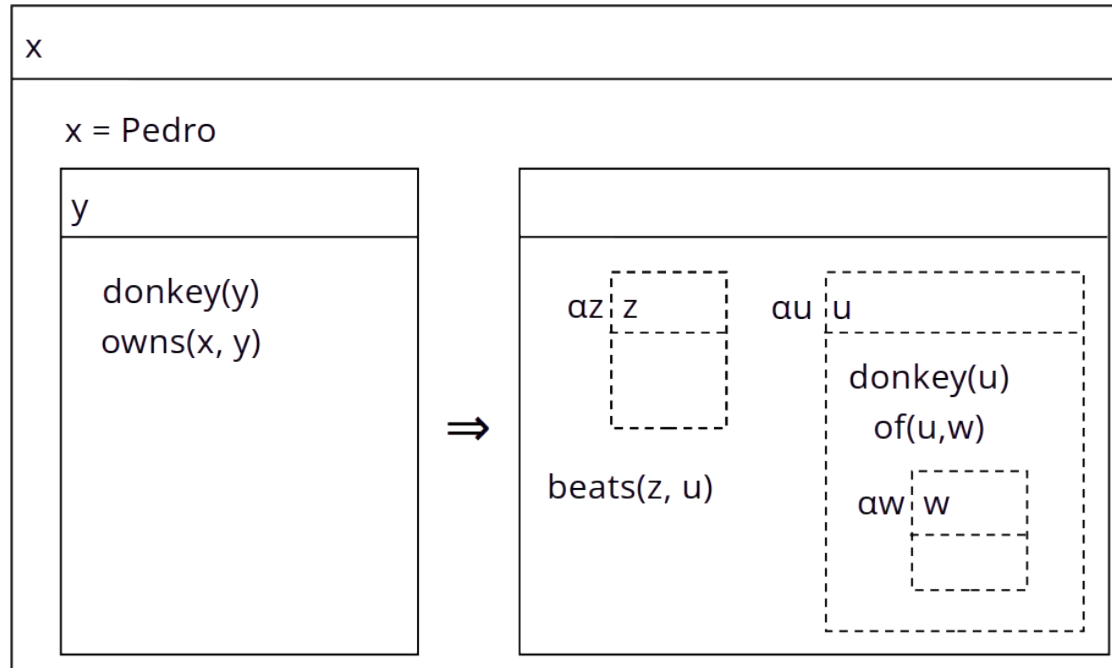 x
x = Pedro
y
donkey(y)
owns(x, y)
⇒
αz z
beats(z, u)
αu u
donkey(u)
of(u,w)
αw w